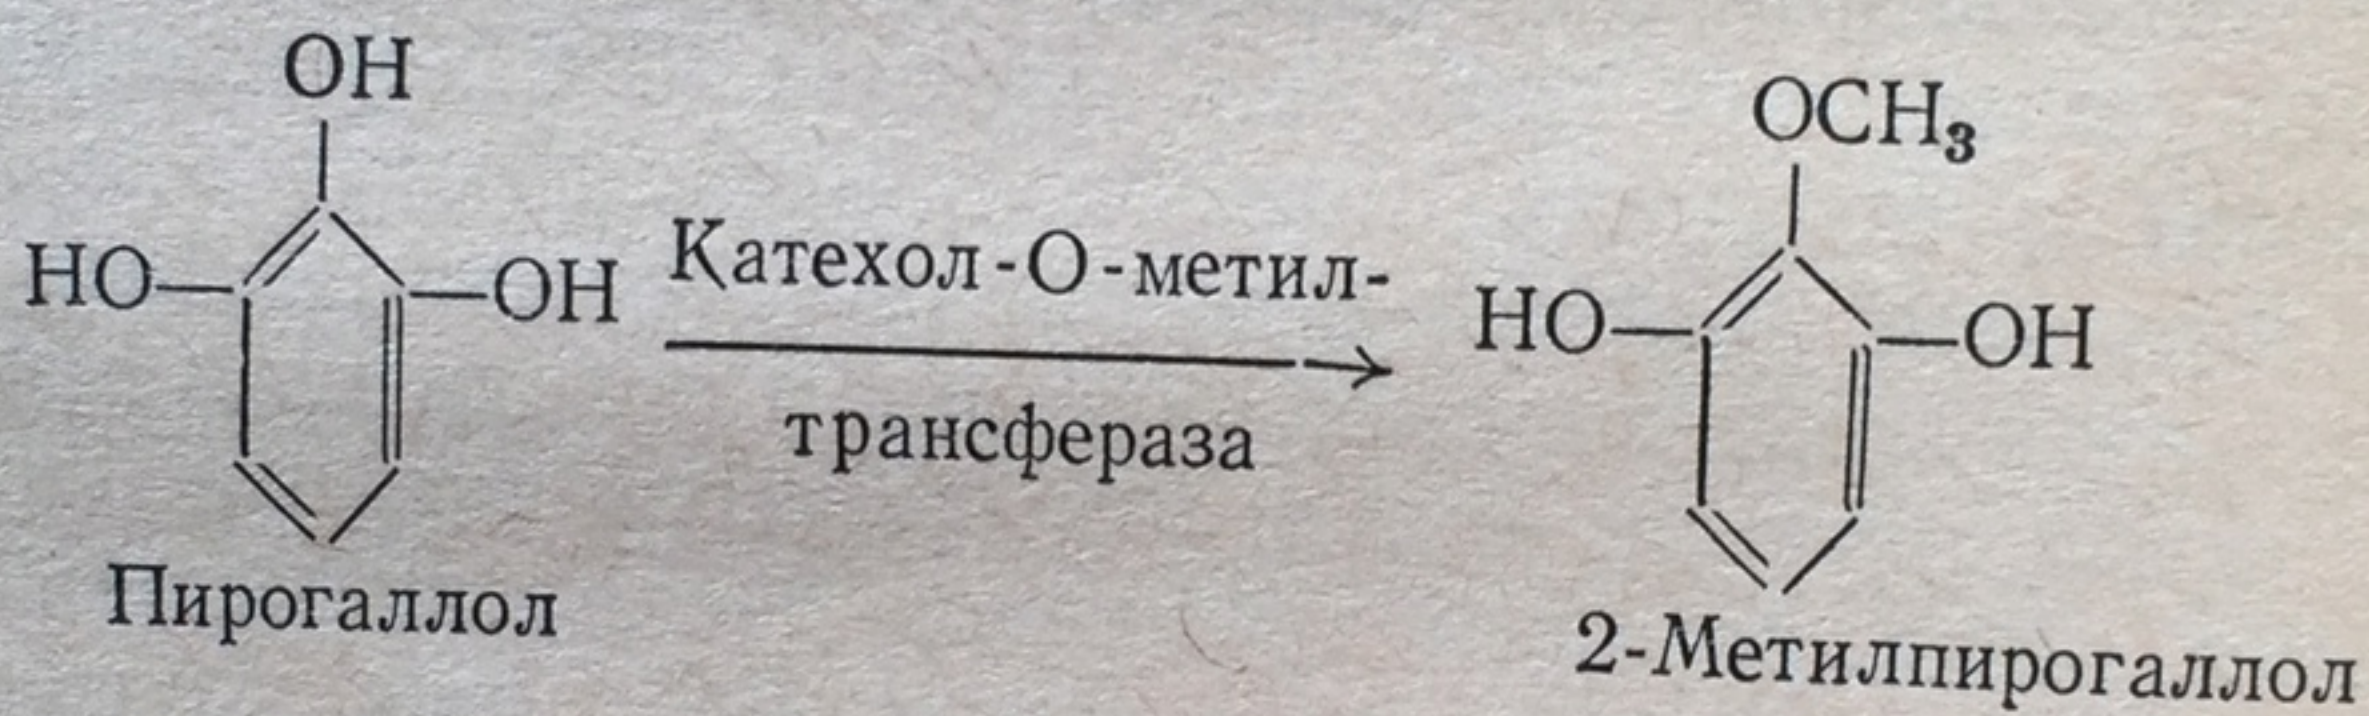 OH
HO
OH
Пирогаллол
Катехол-О-метил-
трансфераза
OCH₃
HO
OH
2-Метилпирогаллол